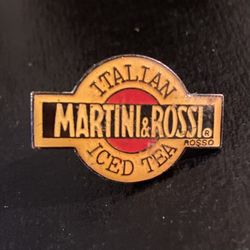 ITALIAN
MARTINI & ROSSI®
ROSSO
ICED TEA